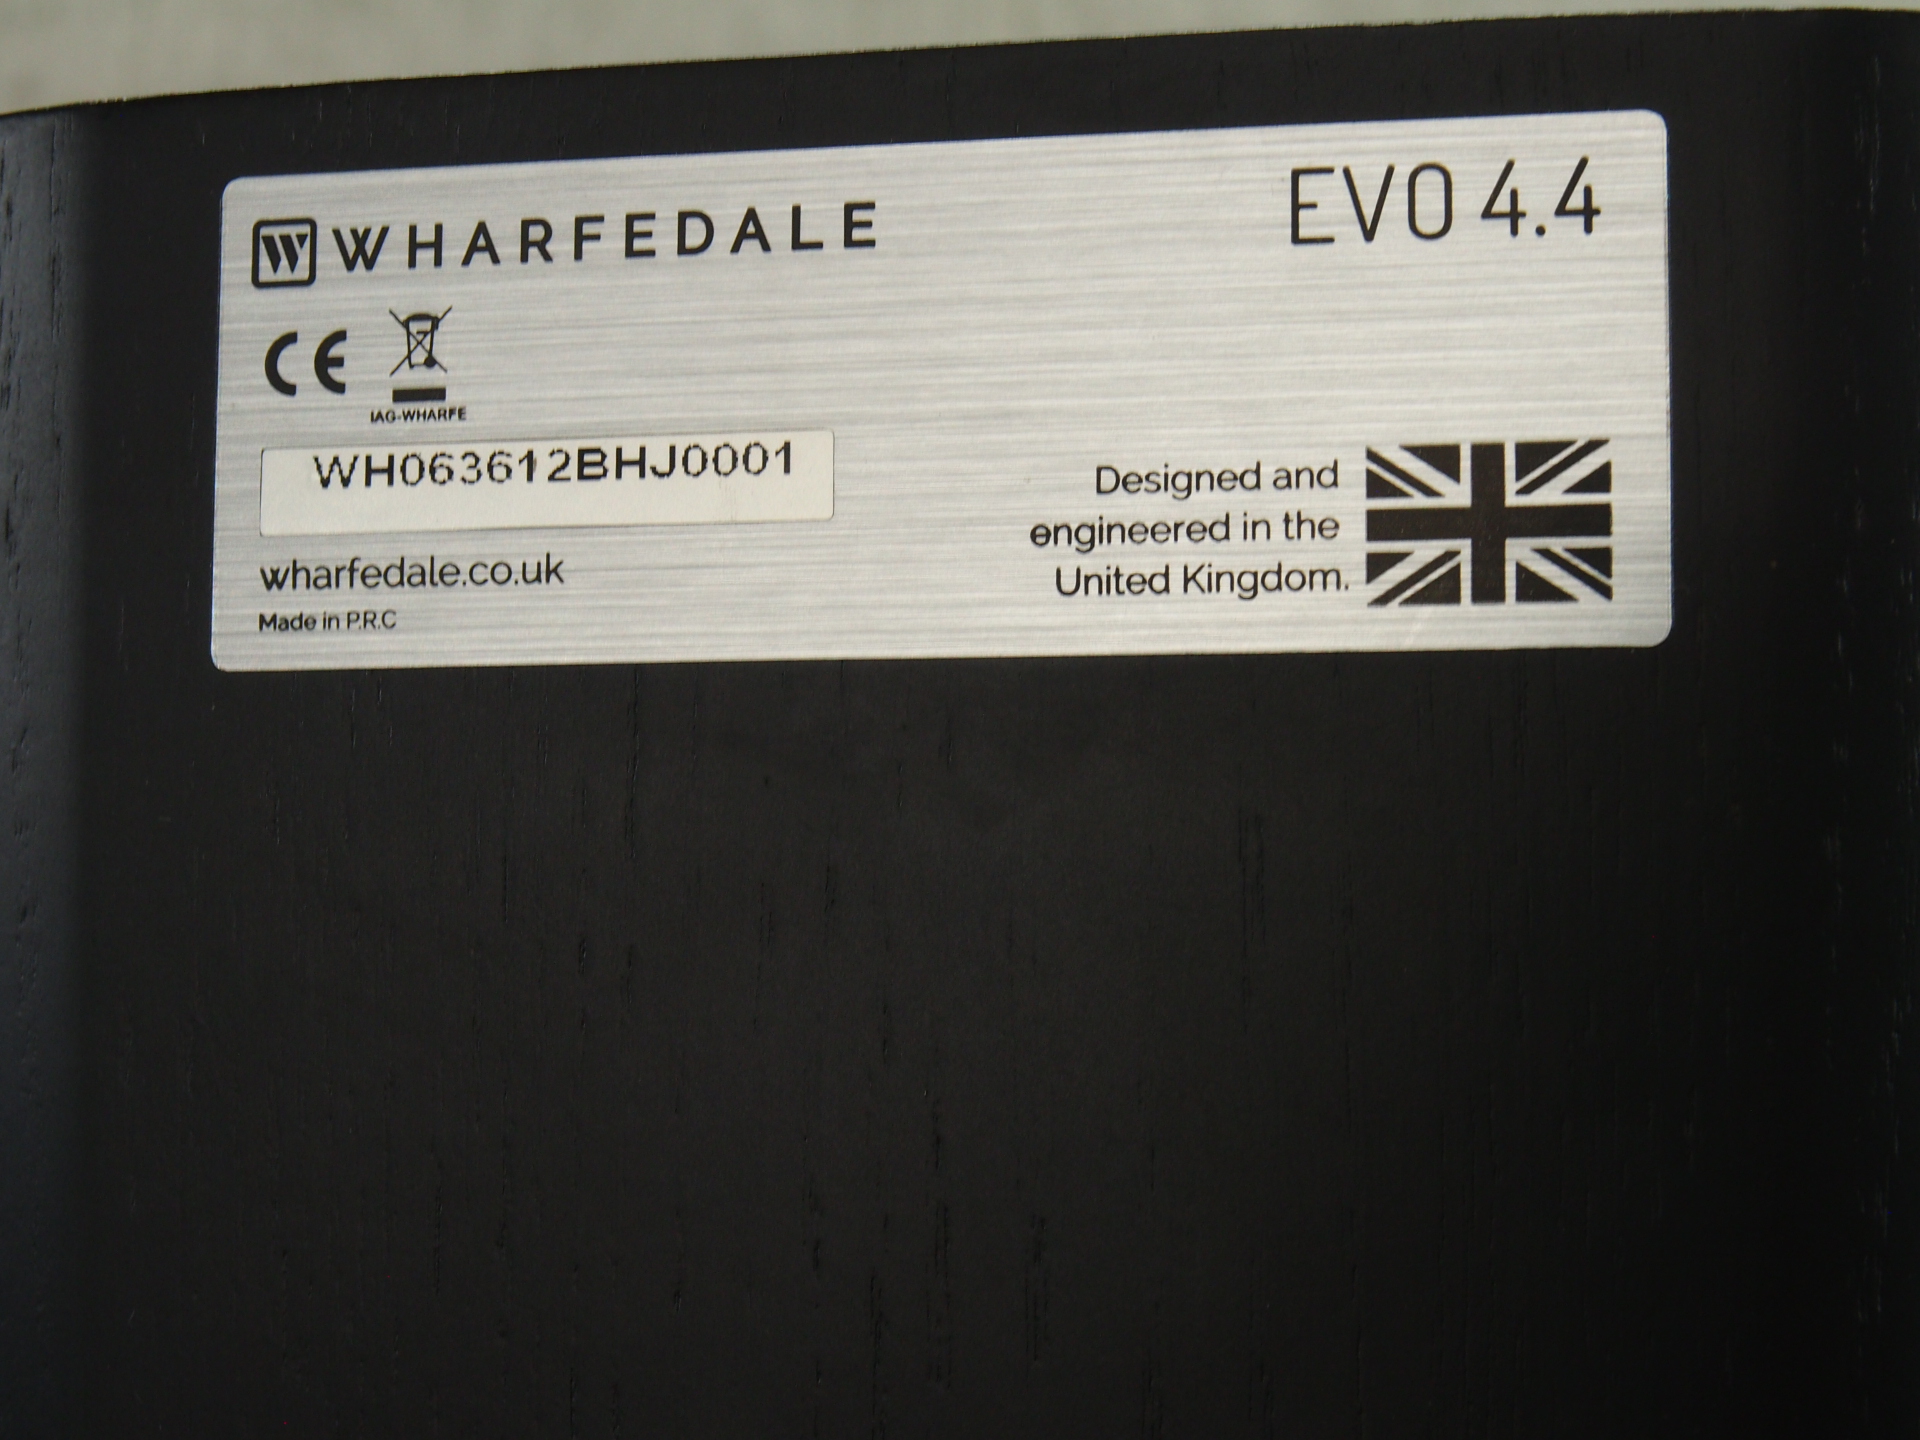 W WHARFEDALE
EVO 4.4
CE
IAG-WHARFE
WH063612BHJ0001
wharfedale.co.uk
Made in P.R.C
Designed and
engineered in the
United Kingdom.